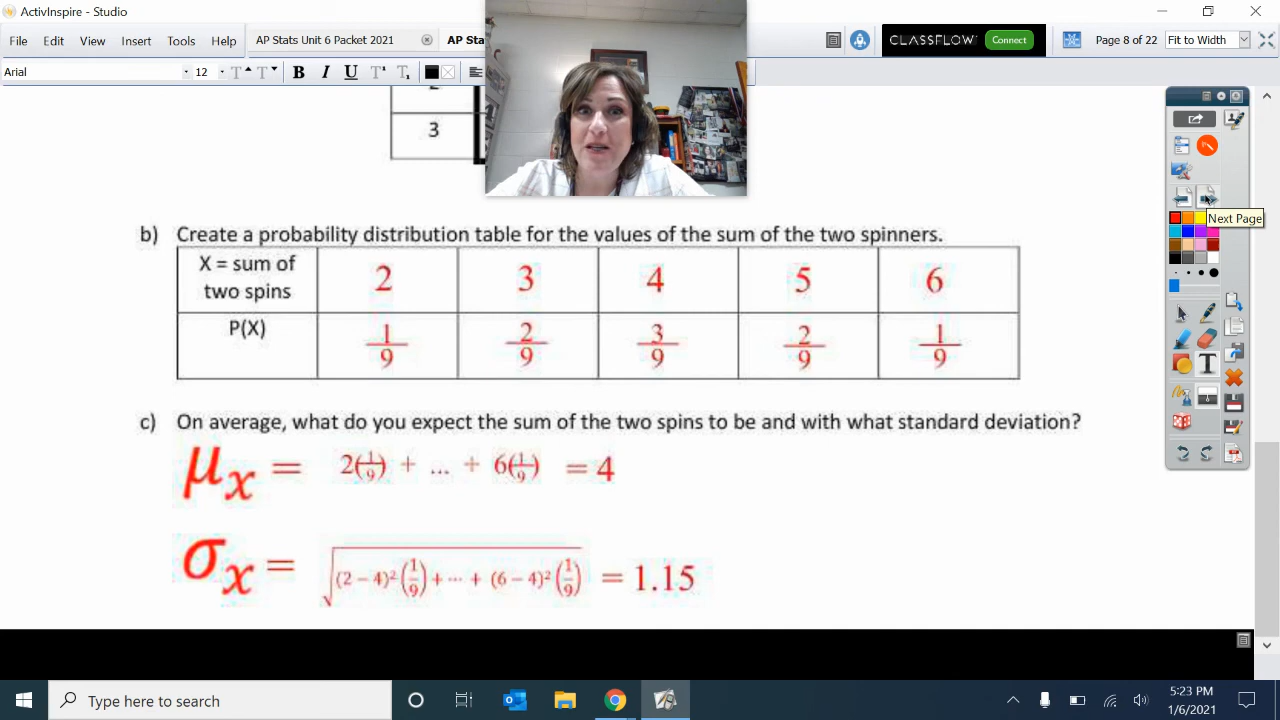 ActivInspire - Studio
File Edit View Insert Tools Help AP Stats Unit 6 Packet 2021 AP Sta
CLASSFLOW Connect Page 8 of 22 Fit to Width
Arial 12 B I U
3
Next Page
b) Create a probability distribution table for the values of the sum of the two spinners.
X = sum of two spins 2 3 4 5 6
P(X) 1/9 2/9 3/9 2/9 1/9
c) On average, what do you expect the sum of the two spins to be and with what standard deviation?
μx = 2(1/9) + ... + 6(1/9) = 4
σx = √(2 − 4)²(1/9) + ⋯ + (6 − 4)²(1/9) = 1.15
Type here to search
5:23 PM
1/6/2021